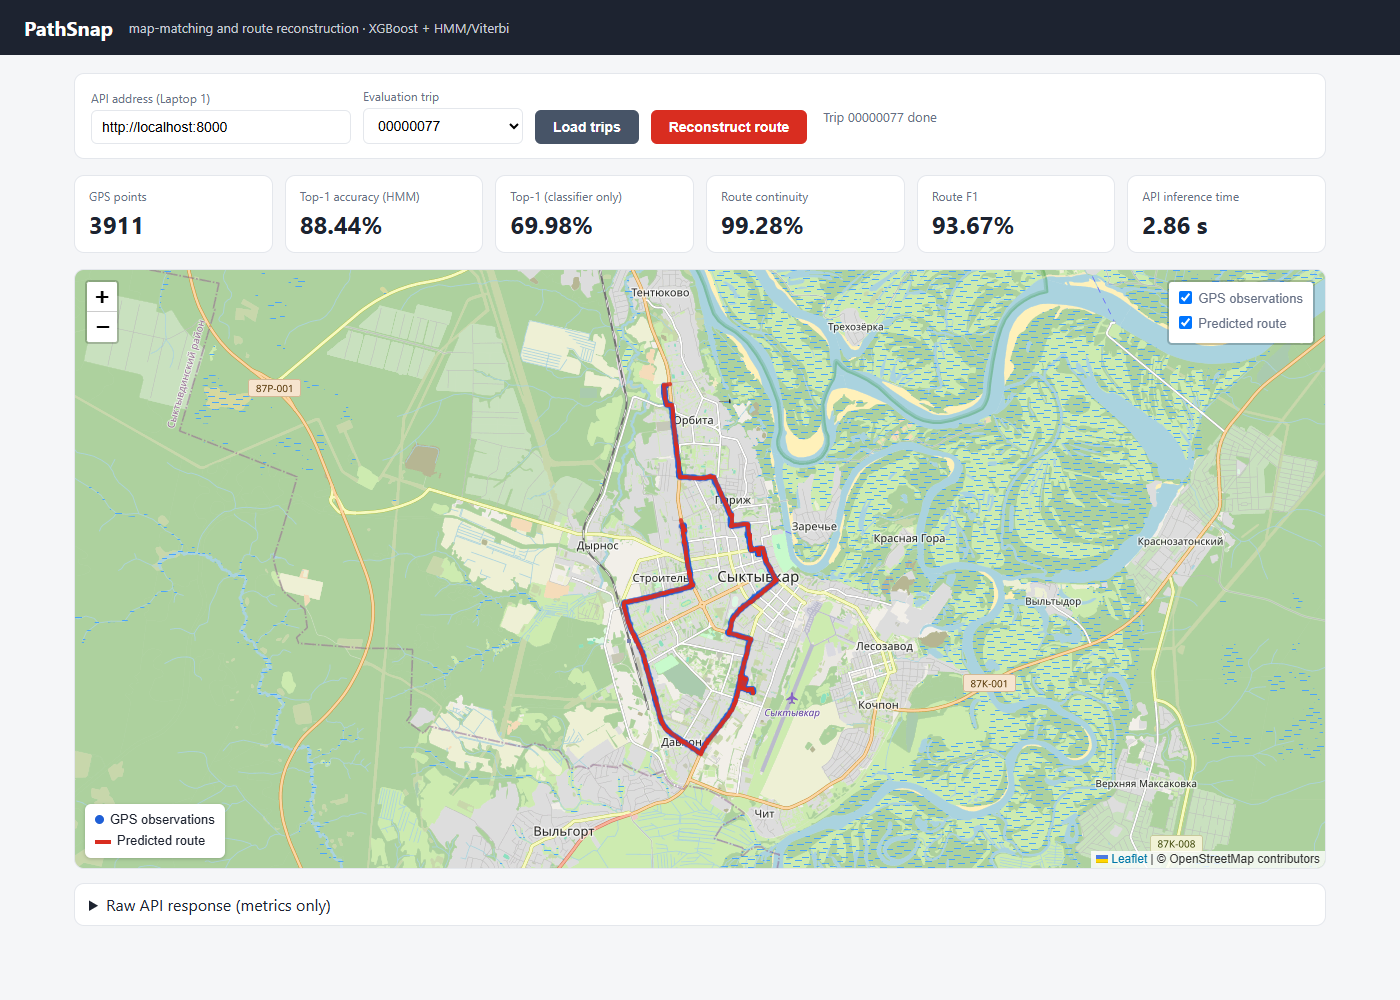 PathSnap
map-matching and route reconstruction · XGBoost + HMM/Viterbi
API address (Laptop 1)
http://localhost:8000
Evaluation trip
00000077
Load trips
Reconstruct route
Trip 00000077 done
GPS points
3911
Top-1 accuracy (HMM)
88.44%
Top-1 (classifier only)
69.98%
Route continuity
99.28%
Route F1
93.67%
API inference time
2.86 s
+
−
GPS observations
Predicted route
Тентюково
Трехозёрка
Сыктывдинский район
87Р-001
Орбита
Париж
Заречье
Красная Гора
Краснозатонский
Дырнос
Строитель
Сыктывкар
Выльтыдор
Лесозавод
87К-001
Сыктывкар
Кочпон
Давпон
Верхняя Максаковка
Чит
Выльгорт
87К-008
GPS observations
Predicted route
Leaflet | © OpenStreetMap contributors
Raw API response (metrics only)